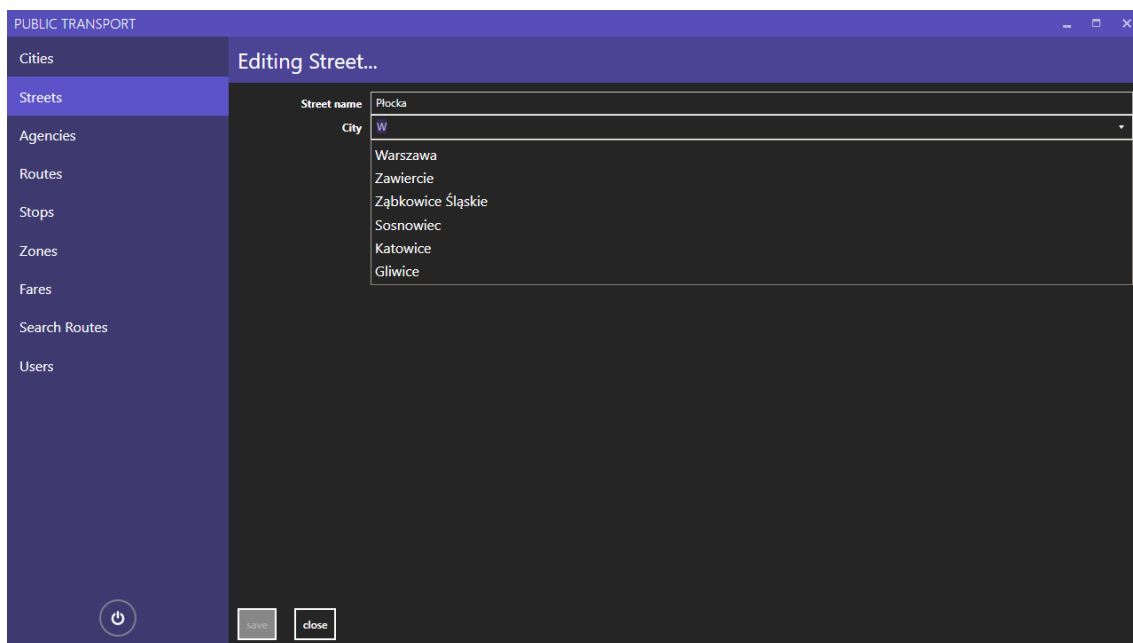 PUBLIC TRANSPORT
Cities
Streets
Agencies
Routes
Stops
Zones
Fares
Search Routes
Users
Editing Street...
Street name Płocka
City W
Warszawa
Zawiercie
Ząbkowice Śląskie
Sosnowiec
Katowice
Gliwice
save close